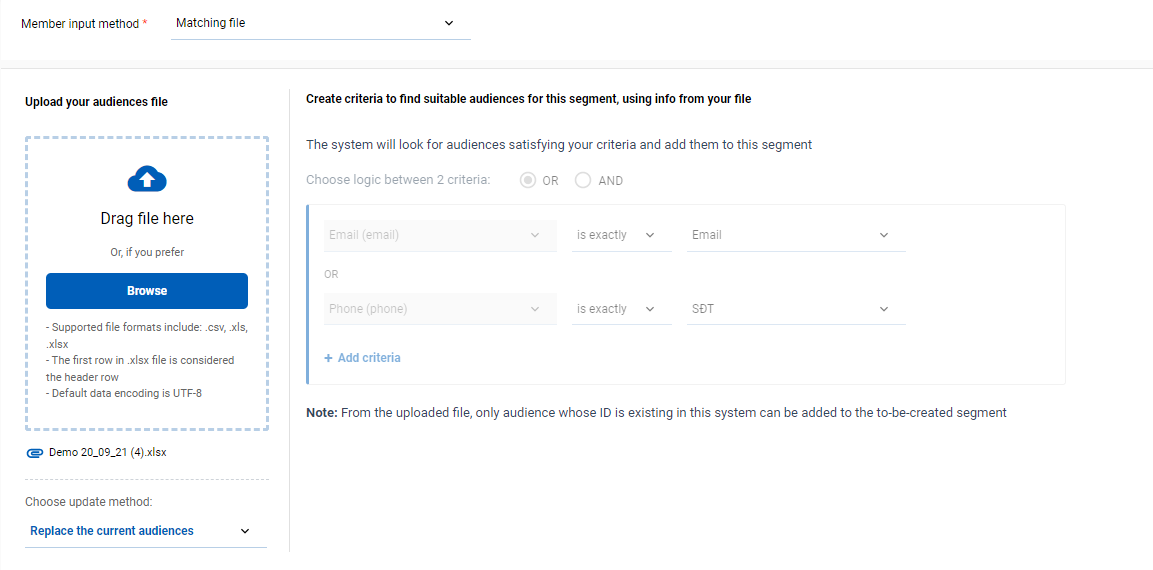 Member input method *
Matching file
Upload your audiences file
Drag file here
Or, if you prefer
Browse
- Supported file formats include: .csv, .xls,
.xlsx
- The first row in .xlsx file is considered
the header row
- Default data encoding is UTF-8
Demo 20_09_21 (4).xlsx
Choose update method:
Replace the current audiences
Create criteria to find suitable audiences for this segment, using info from your file
The system will look for audiences satisfying your criteria and add them to this segment
Choose logic between 2 criteria: OR AND
Email (email) is exactly Email
OR
Phone (phone) is exactly SĐT
+ Add criteria
Note: From the uploaded file, only audience whose ID is existing in this system can be added to the to-be-created segment